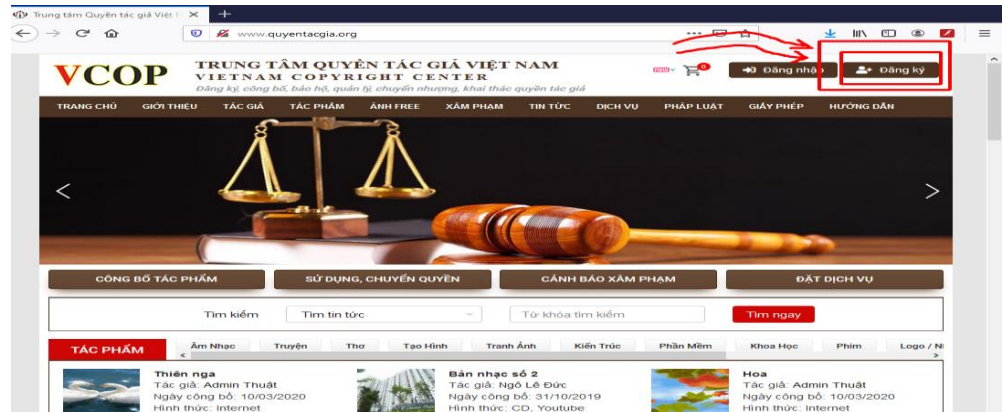 Trung tâm Quyền tác giả Việt N
www.quyentacgia.org
VCOP
TRUNG TÂM QUYỀN TÁC GIẢ VIỆT NAM
VIETNAM COPYRIGHT CENTER
Đăng ký, công bố, bảo hộ, quản lý, chuyển nhượng, khai thác quyền tác giả
0
Đăng nhập
Đăng ký
TRANG CHỦ GIỚI THIỆU TÁC GIẢ TÁC PHẨM ẢNH FREE XÂM PHẠM TIN TỨC DỊCH VỤ PHÁP LUẬT GIẤY PHÉP HƯỚNG DẪN
CÔNG BỐ TÁC PHẨM SỬ DỤNG, CHUYỂN QUYỀN CẢNH BÁO XÂM PHẠM ĐẶT DỊCH VỤ
Tìm kiếm Tìm tin tức Từ khóa tìm kiếm Tìm ngay
TÁC PHẨM Âm Nhạc Truyện Thơ Tạo Hình Tranh Ảnh Kiến Trúc Phần Mềm Khoa Học Phim Logo / N
Thiên nga
Tác giả: Admin Thuật
Ngày công bố: 10/03/2020
Hình thức: Internet
Bản nhạc số 2
Tác giả: Ngô Lê Đức
Ngày công bố: 31/10/2019
Hình thức: CD, Youtube
Hoa
Tác giả: Admin Thuật
Ngày công bố: 10/03/2020
Hình thức: Internet